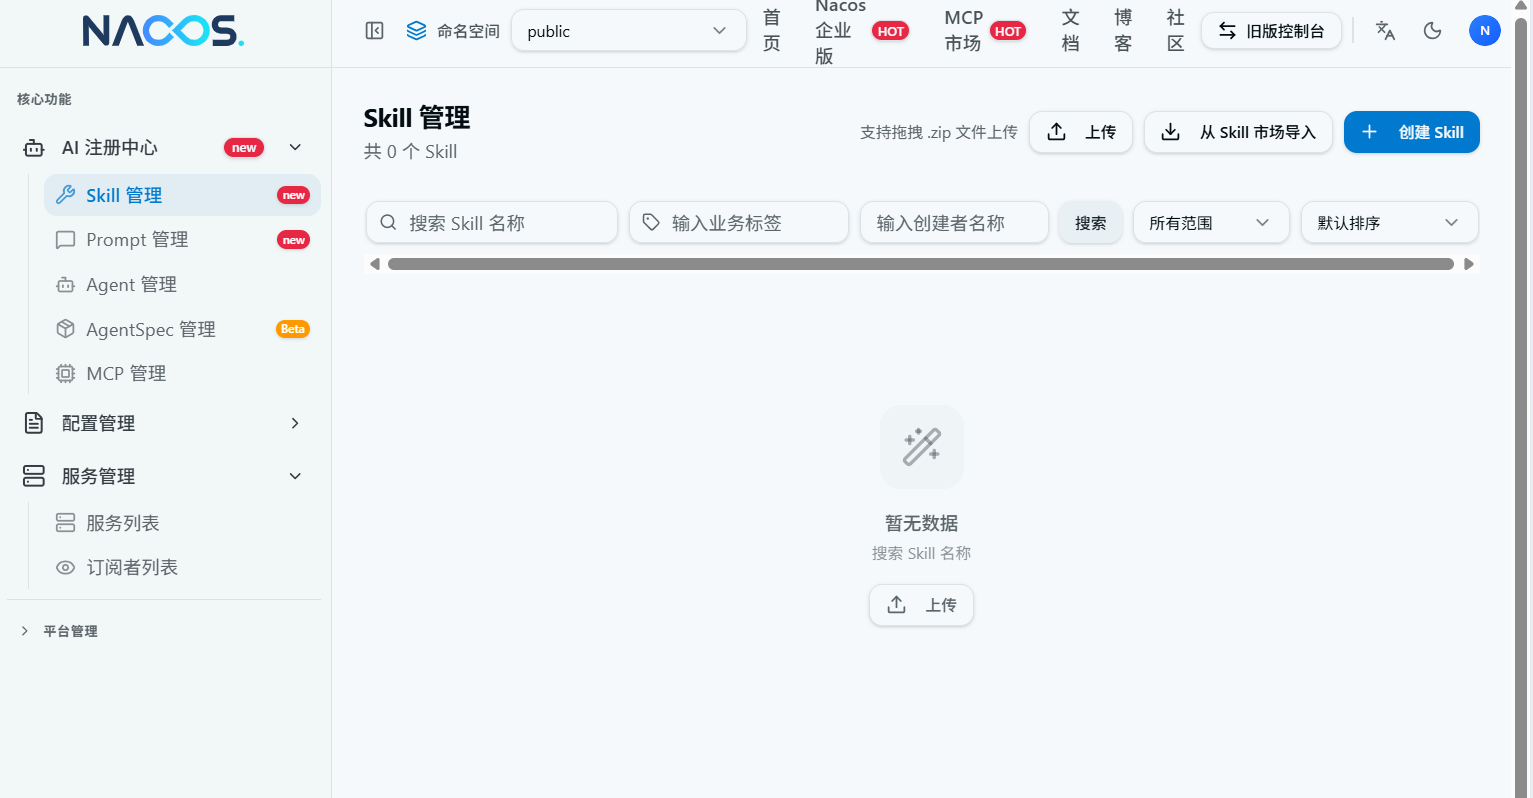 NACOS.
命名空间
public
首页
Nacos 企业版
HOT
MCP 市场
HOT
文档
博客
社区
旧版控制台
N
核心功能
AI 注册中心
new
Skill 管理
new
Prompt 管理
new
Agent 管理
AgentSpec 管理
Beta
MCP 管理
配置管理
服务管理
服务列表
订阅者列表
平台管理
Skill 管理
共 0 个 Skill
支持拖拽 .zip 文件上传
上传
从 Skill 市场导入
创建 Skill
搜索 Skill 名称
输入业务标签
输入创建者名称
搜索
所有范围
默认排序
暂无数据
搜索 Skill 名称
上传